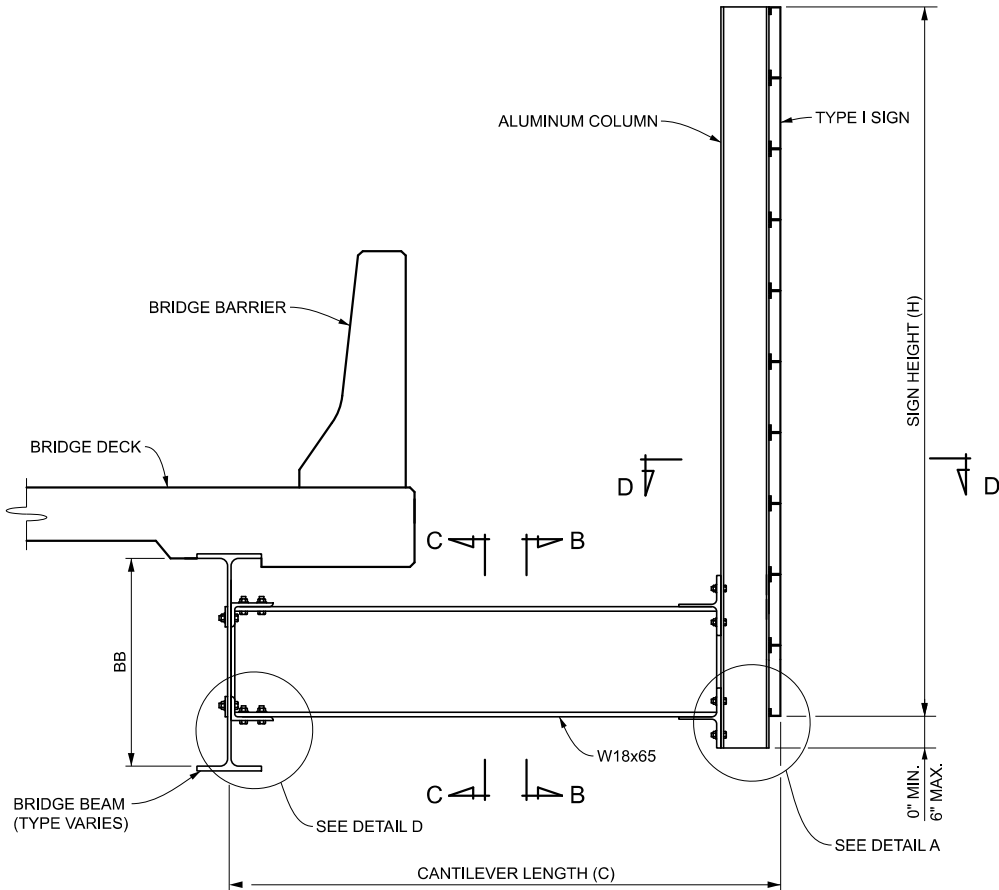 ALUMINUM COLUMN
TYPE I SIGN
BRIDGE BARRIER
SIGN HEIGHT (H)
BRIDGE DECK
D
D
C
B
BB
W18x65
C
B
0" MIN.
6" MAX.
BRIDGE BEAM
(TYPE VARIES)
SEE DETAIL D
SEE DETAIL A
CANTILEVER LENGTH (C)